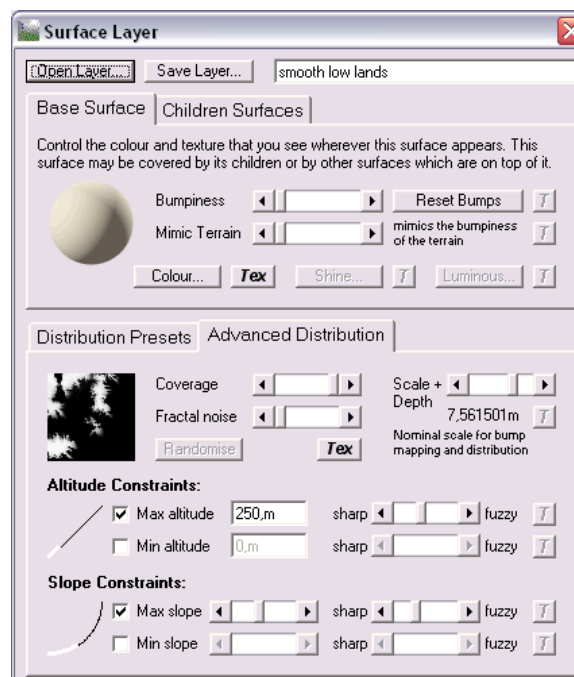 Surface Layer
Open Layer... Save Layer... smooth low lands
Base Surface Children Surfaces
Control the colour and texture that you see wherever this surface appears. This
surface may be covered by its children or by other surfaces which are on top of it.
Bumpiness Reset Bumps T
Mimic Terrain mimics the bumpiness
of the terrain T
Colour... Tex Shine... T Luminous... T
Distribution Presets Advanced Distribution
Coverage Scale +
Depth
Fractal noise 7,561501m T
Randomise Tex Nominal scale for bump
mapping and distribution
Altitude Constraints:
Max altitude 250,m sharp fuzzy T
Min altitude 0,m sharp fuzzy T
Slope Constraints:
Max slope sharp fuzzy T
Min slope sharp fuzzy T